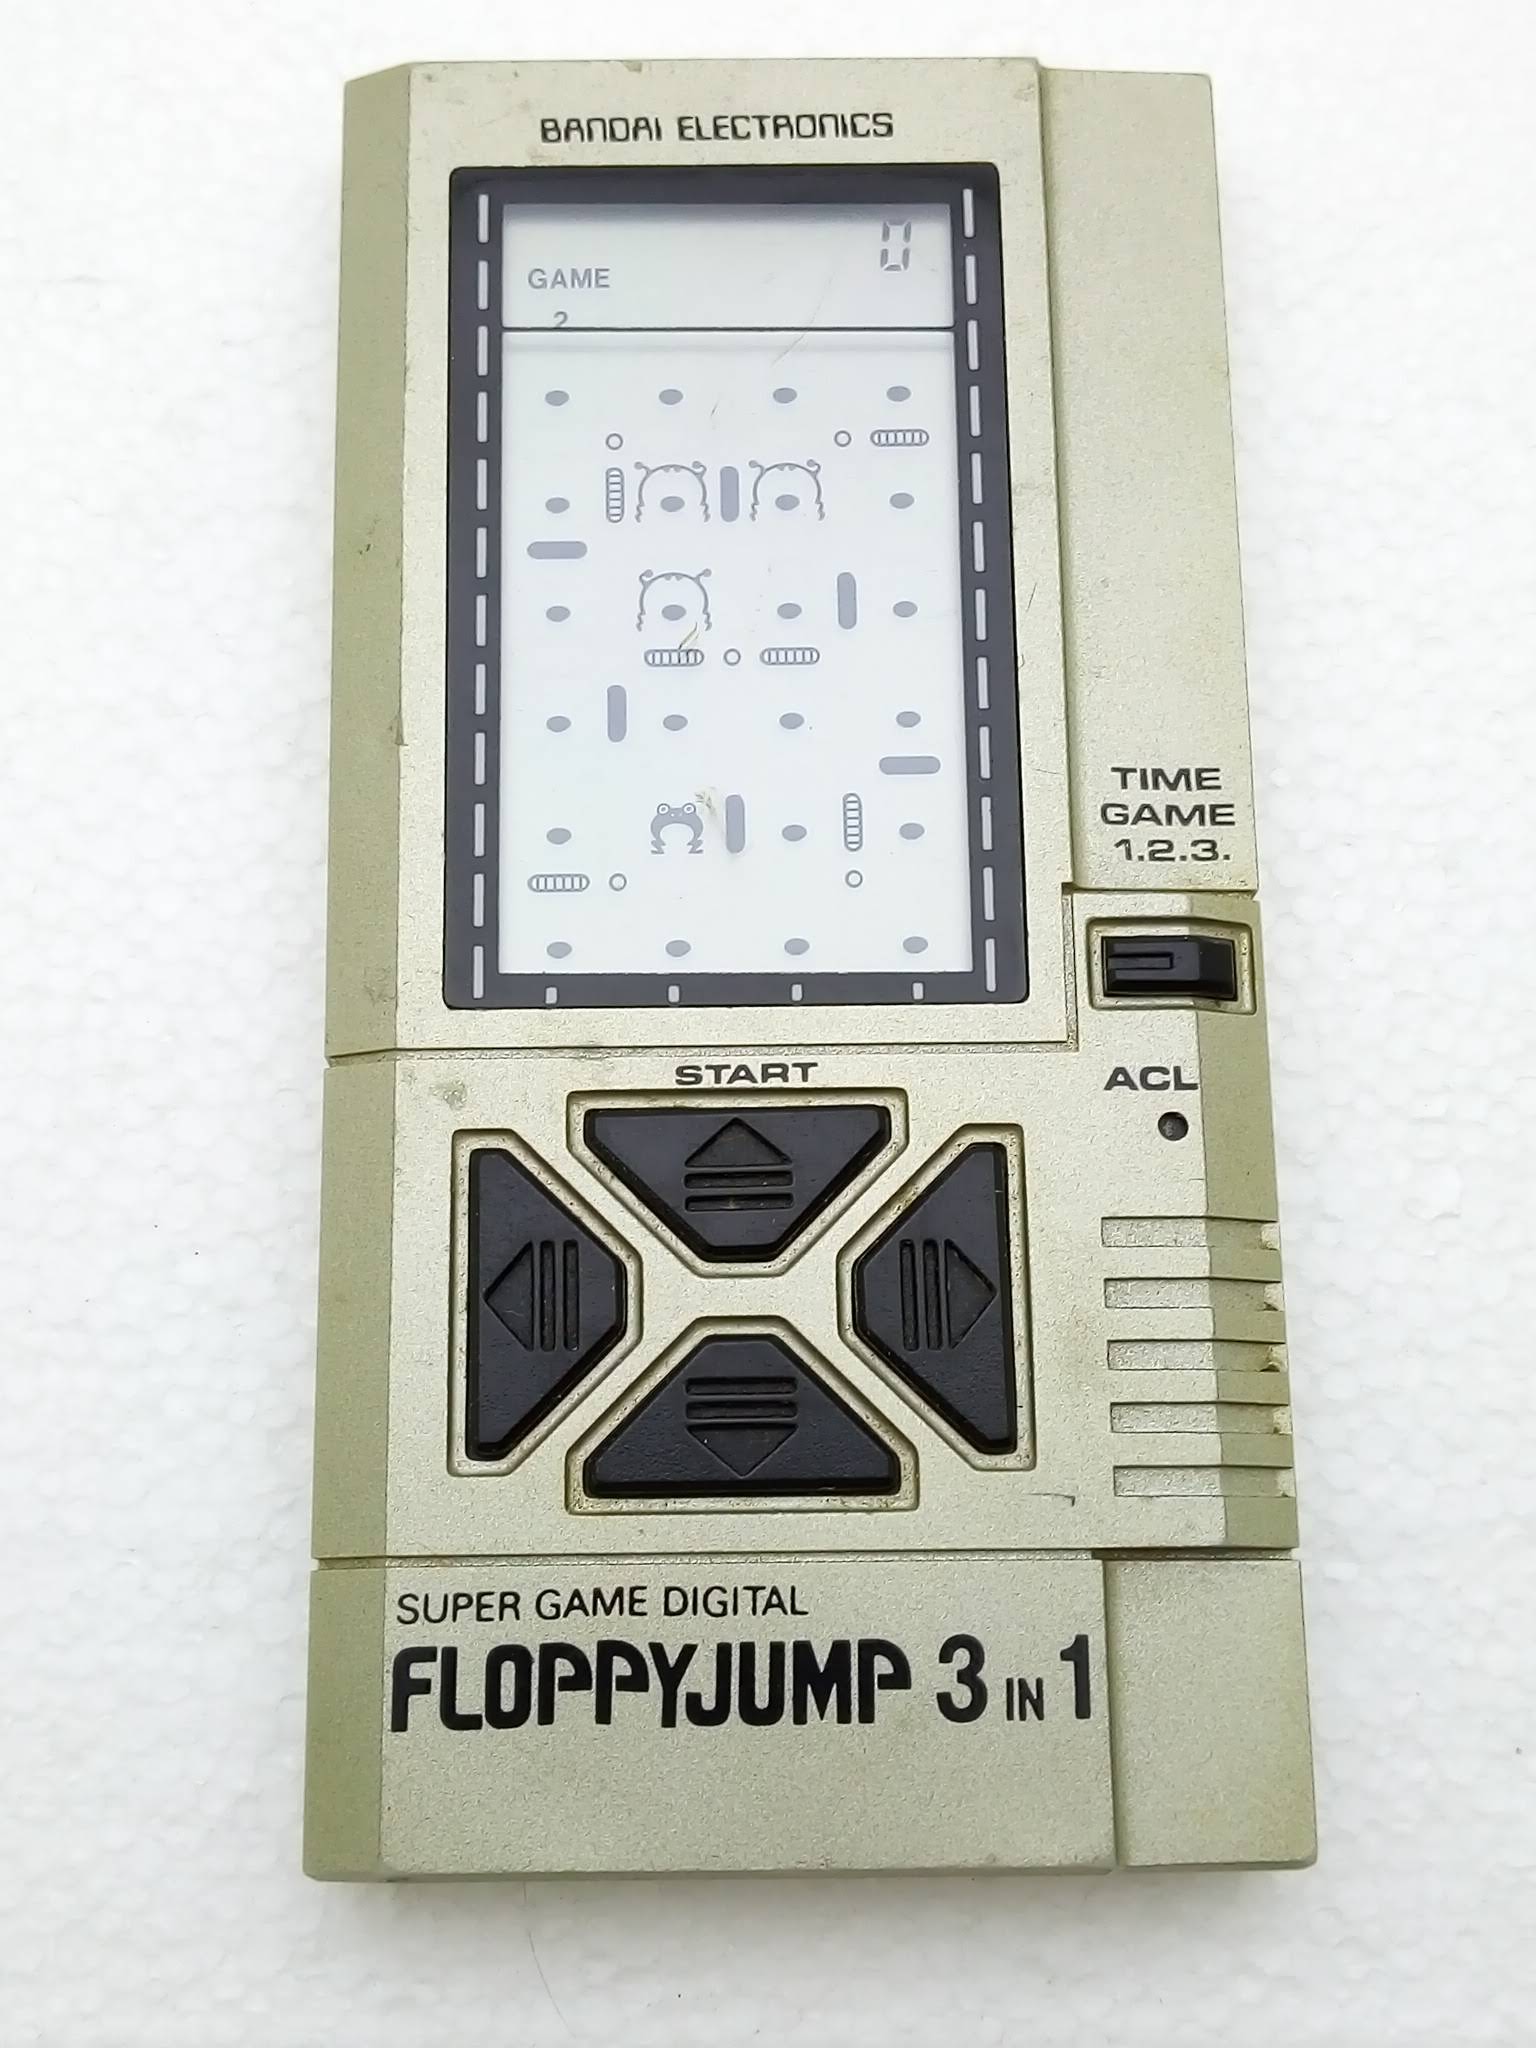 BANDAI ELECTRONICS
0
GAME
2
TIME
GAME
1.2.3.
START
ACL
SUPER GAME DIGITAL
FLOPPYJUMP 3 IN 1